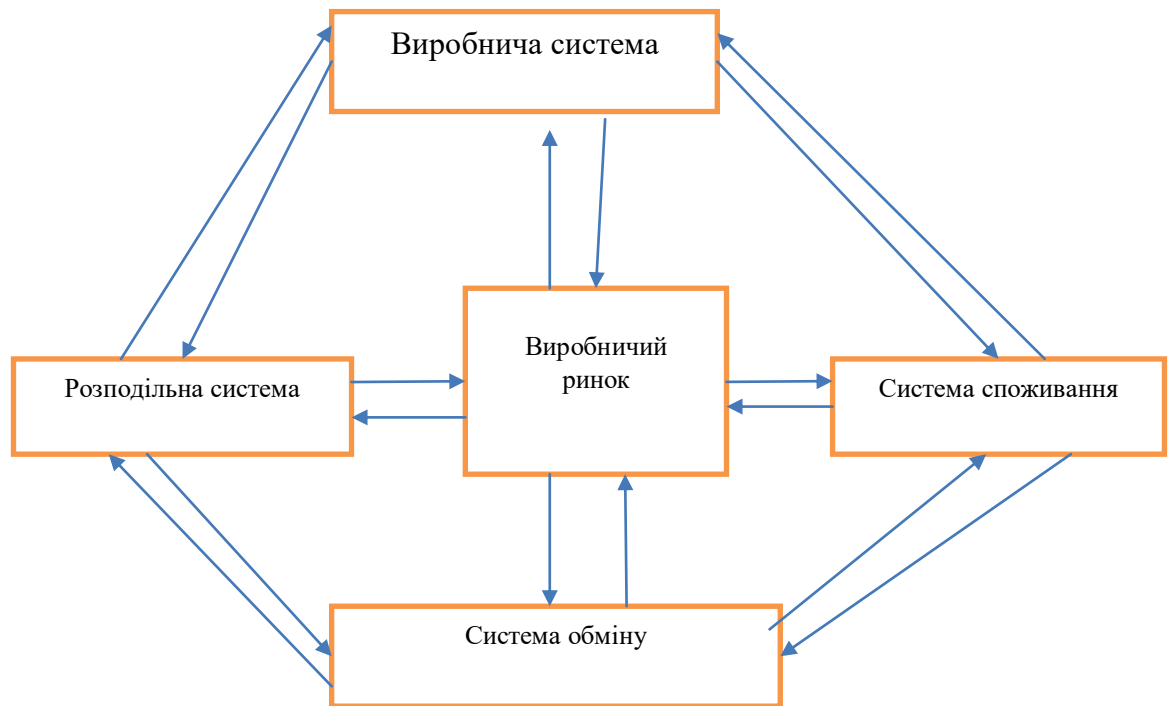 Виробнича система
Виробничий
ринок
Розподільна система
Система споживання
Система обміну